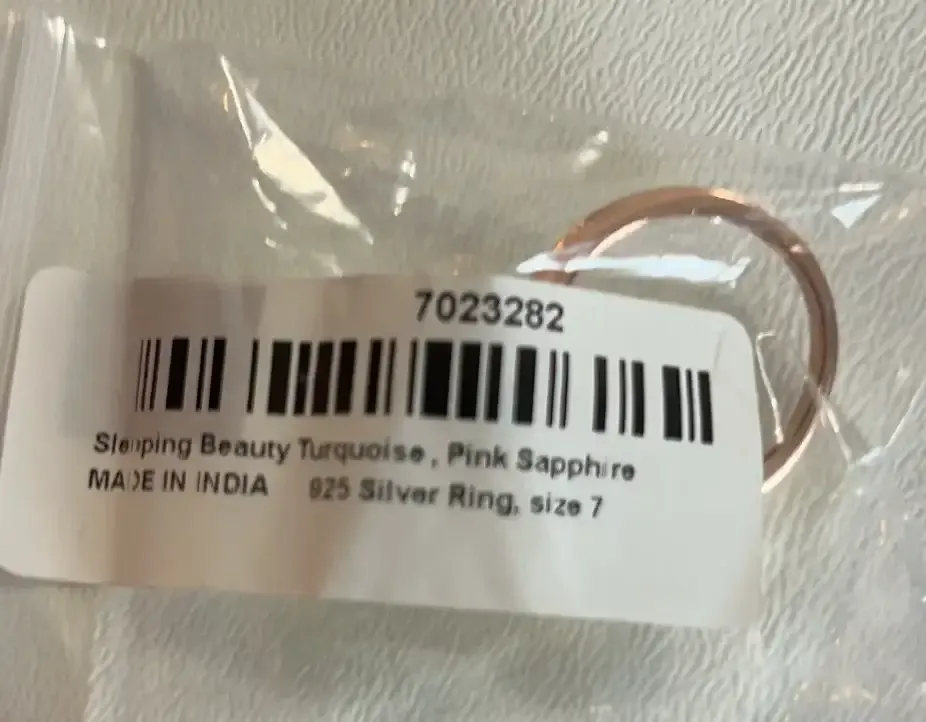 7023282
Sleeping Beauty Turquoise, Pink Sapphire
MADE IN INDIA 925 Silver Ring, size 7